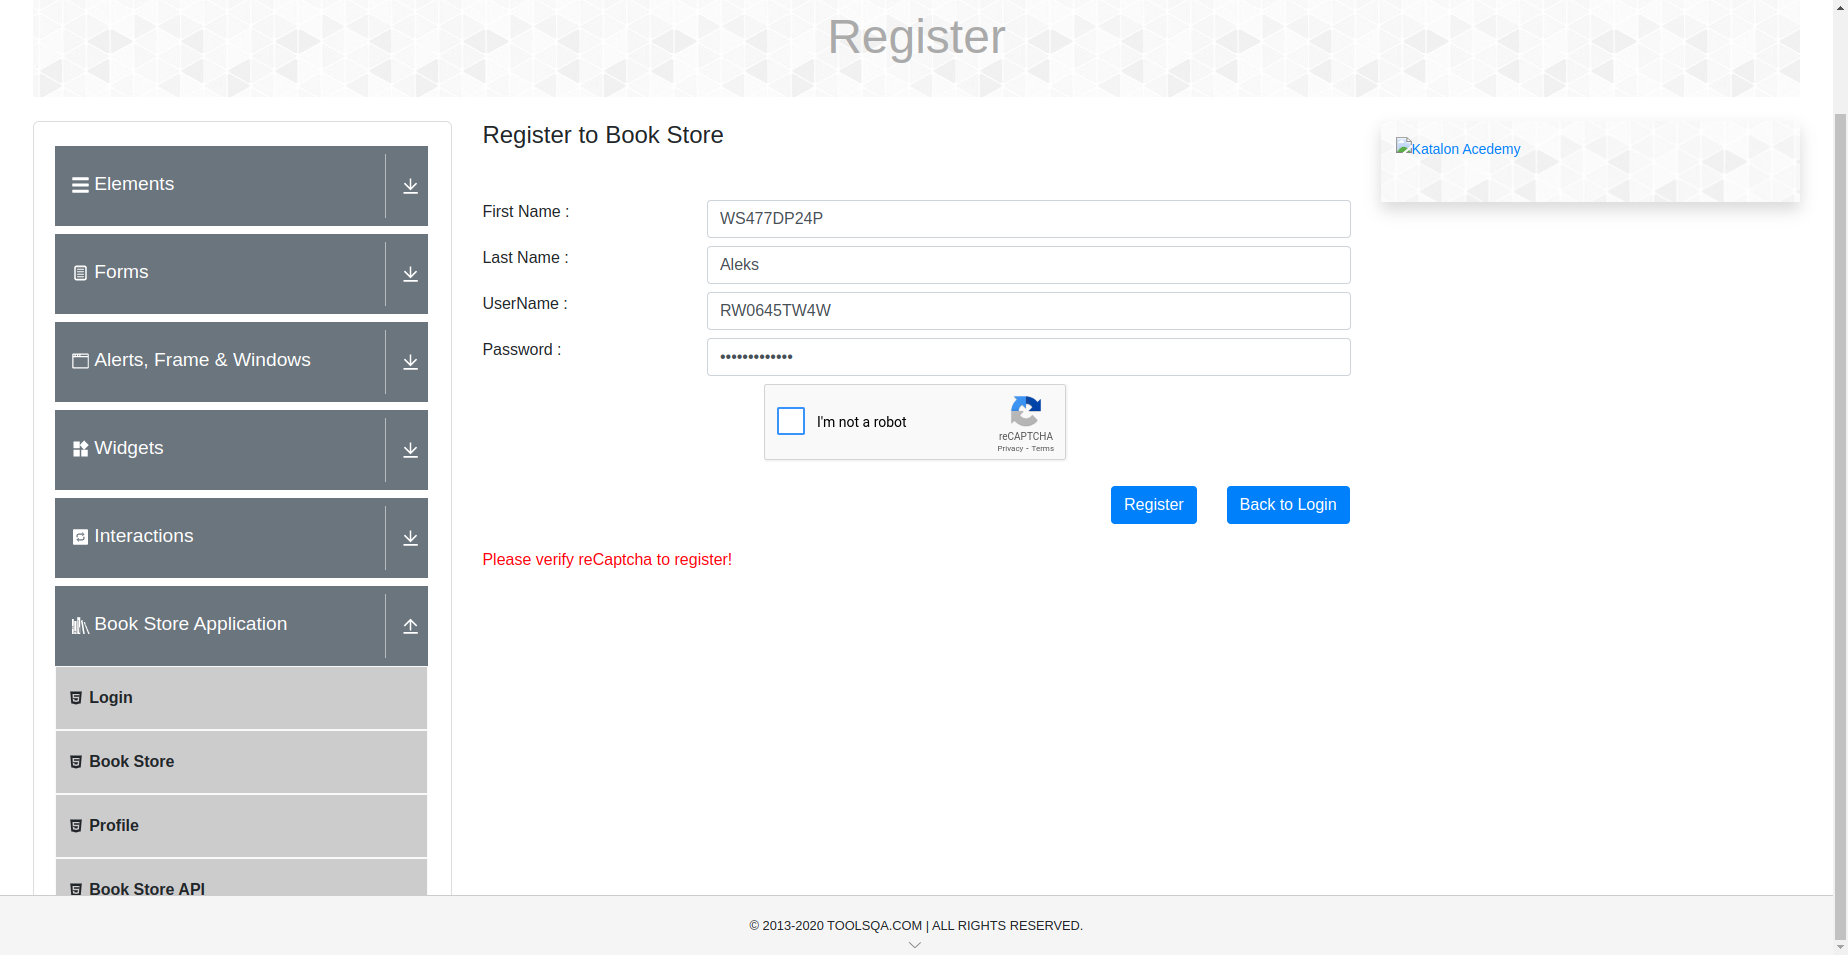 Register
Elements
Forms
Alerts, Frame & Windows
Widgets
Interactions
Book Store Application
Login
Book Store
Profile
Book Store API
Register to Book Store
First Name :
WS477DP24P
Last Name :
Aleks
UserName :
RW0645TW4W
Password :
•••••••••••••
I'm not a robot
reCAPTCHA
Privacy - Terms
Register
Back to Login
Please verify reCaptcha to register!
Katalon Acedemy
© 2013-2020 TOOLSQA.COM | ALL RIGHTS RESERVED.